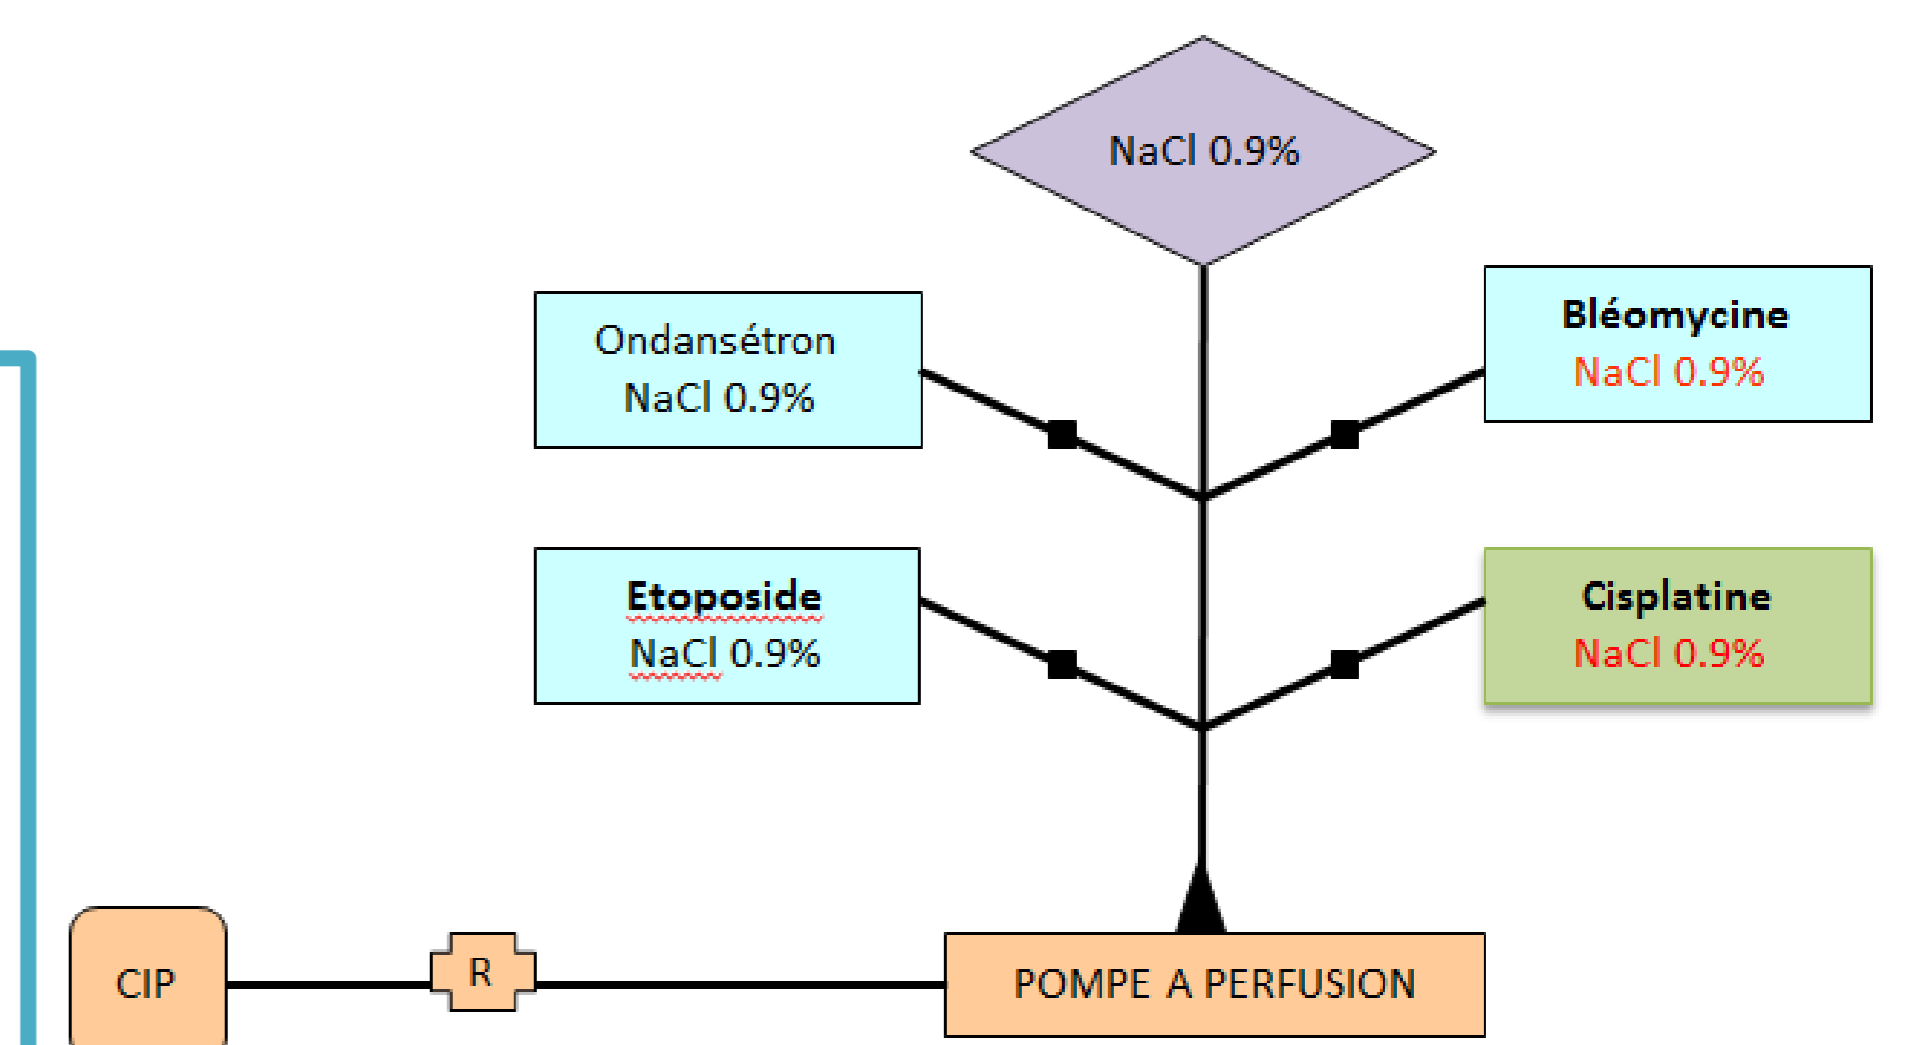 NaCl 0.9%
Ondansétron
NaCl 0.9%
Bléomycine
NaCl 0.9%
Etoposide
NaCl 0.9%
Cisplatine
NaCl 0.9%
CIP
R
POMPE A PERFUSION